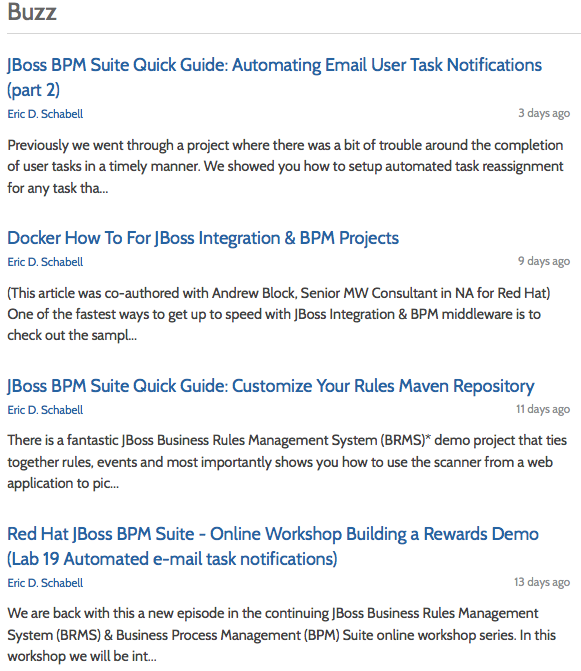 Buzz
JBoss BPM Suite Quick Guide: Automating Email User Task Notifications
(part 2)
Eric D. Schabell
3 days ago
Previously we went through a project where there was a bit of trouble around the completion
of user tasks in a timely manner. We showed you how to setup automated task reassignment
for any task tha...
Docker How To For JBoss Integration & BPM Projects
Eric D. Schabell
9 days ago
(This article was co-authored with Andrew Block, Senior MW Consultant in NA for Red Hat)
One of the fastest ways to get up to speed with JBoss Integration & BPM middleware is to
check out the sampl...
JBoss BPM Suite Quick Guide: Customize Your Rules Maven Repository
Eric D. Schabell
11 days ago
There is a fantastic JBoss Business Rules Management System (BRMS)* demo project that ties
together rules, events and most importantly shows you how to use the scanner from a web
application to pic...
Red Hat JBoss BPM Suite - Online Workshop Building a Rewards Demo
(Lab 19 Automated e-mail task notifications)
Eric D. Schabell
13 days ago
We are back with this a new episode in the continuing JBoss Business Rules Management
System (BRMS) & Business Process Management (BPM) Suite online workshop series. In this
workshop we will be int...